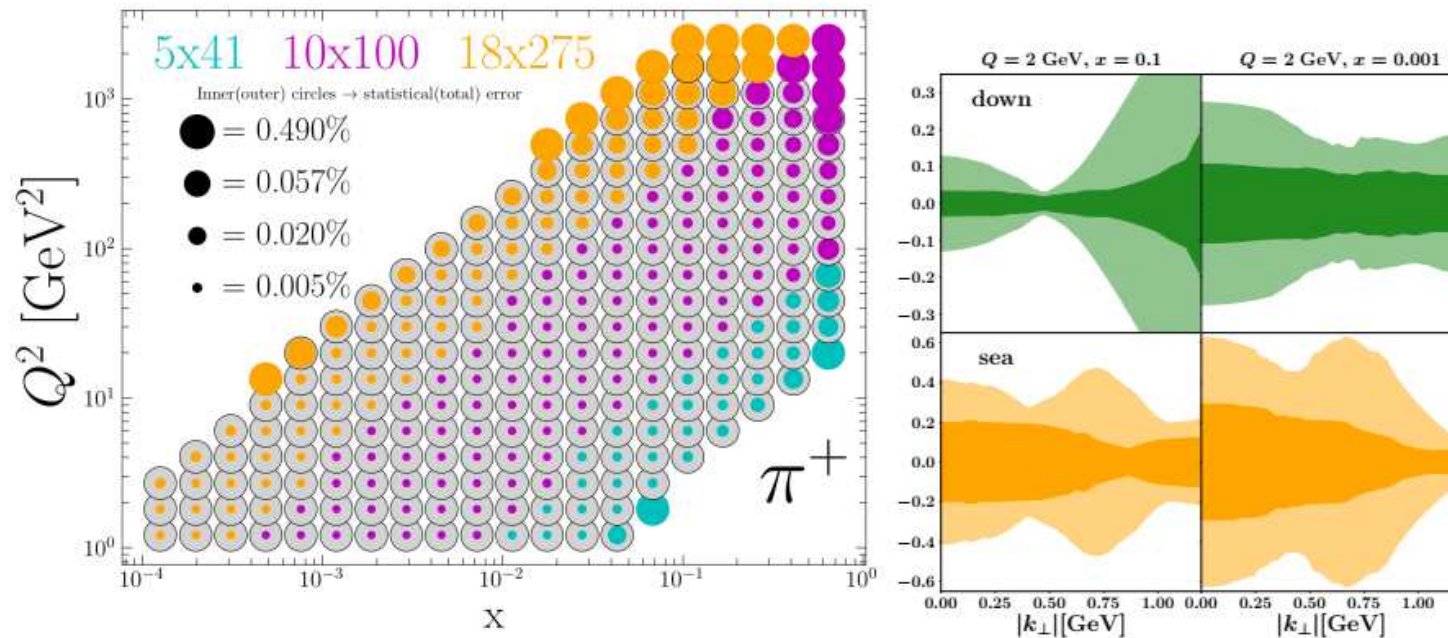 5x41 10x100 18x275
Inner(outer) circles → statistical(total) error
= 0.490%
= 0.057%
= 0.020%
= 0.005%
π+
Q2 [GeV2]
103
102
101
100
10−4 10−3 10−2 10−1 100
x
Q = 2 GeV, x = 0.1 Q = 2 GeV, x = 0.001
down
0.3
0.2
0.1
0.0
−0.1
−0.2
−0.3
sea
0.6
0.4
0.2
0.0
−0.2
−0.4
−0.6
0.00 0.25 0.50 0.75 1.00 0.00 0.25 0.50 0.75 1.00
|k⊥|[GeV] |k⊥|[GeV]